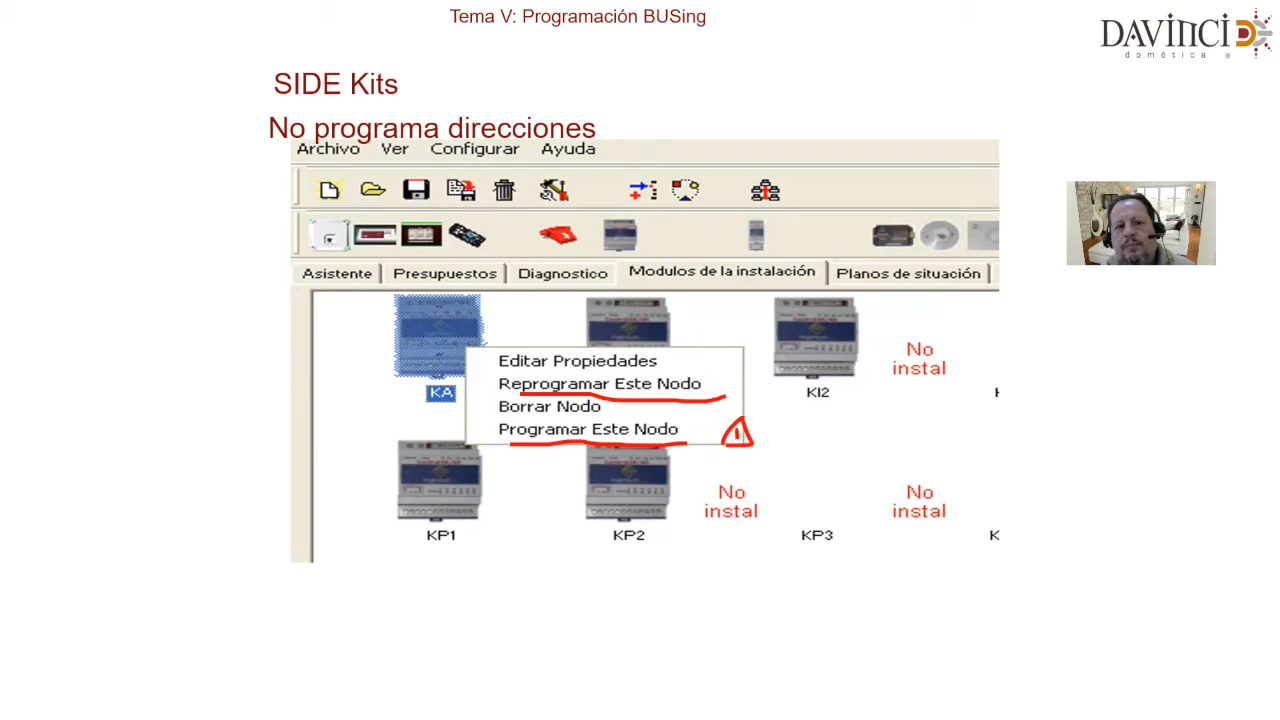 Tema V: Programación BUSing
DAVINCI
domótica ®
SIDE Kits
No programa direcciones
Archivo Ver Configurar Ayuda
Asistente Presupuestos Diagnostico Modulos de la instalación Planos de situación
Editar Propiedades
Reprogramar Este Nodo
Borrar Nodo
Programar Este Nodo
No
instal
KA
KI2
K
No
instal
No
instal
KP1
KP2
KP3
K